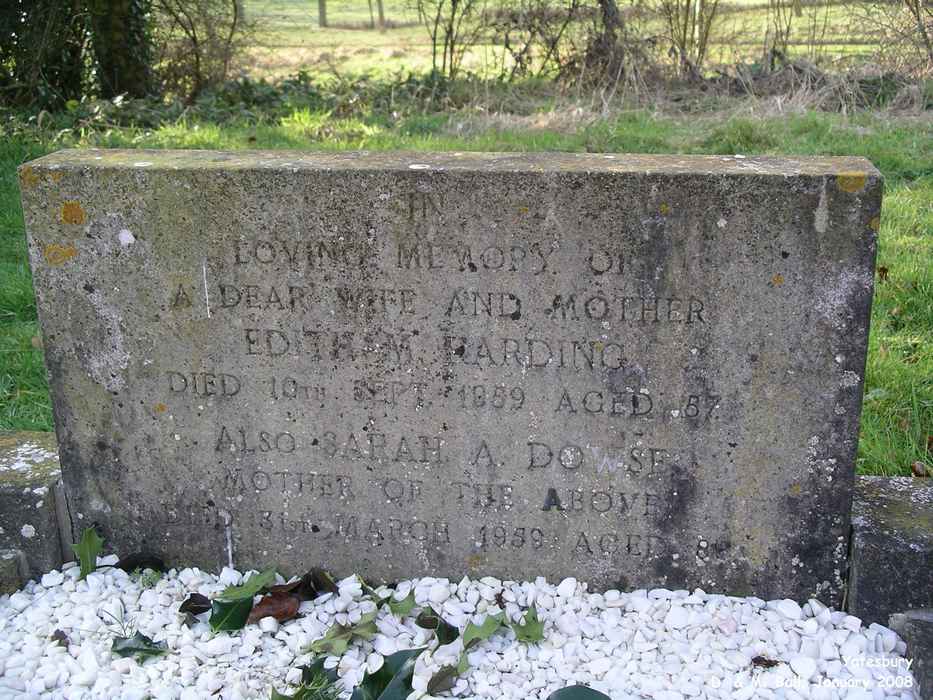 IN
LOVING MEMORY OF
A DEAR WIFE AND MOTHER
EDITH M. HARDING
DIED 10TH SEPT. 1959 AGED 57
ALSO SARAH A. DOWSE
MOTHER OF THE ABOVE
DIED 31ST MARCH 1959 AGED
Yatesbury
D. & M. Ball, January 2008